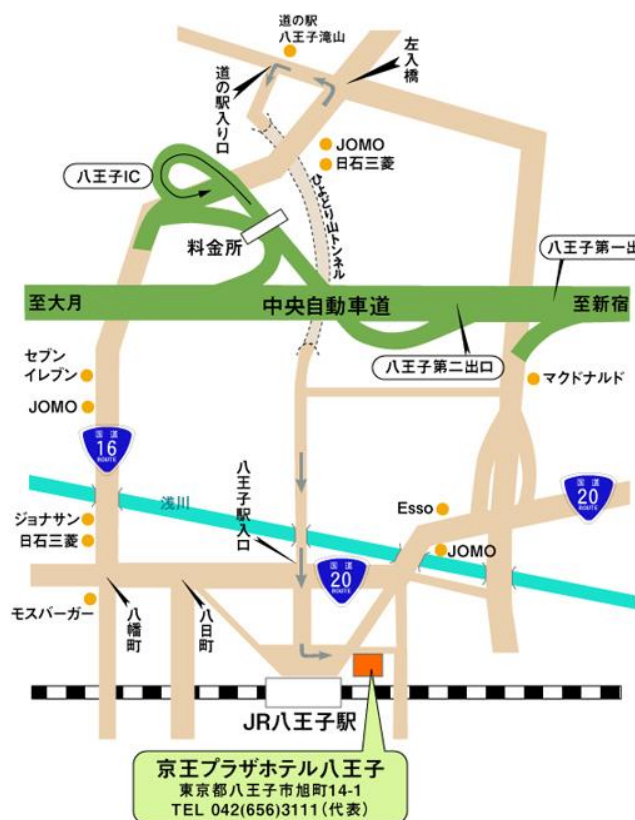 道の駅
八王子滝山
左入橋
道の駅入り口
JOMO
日石三菱
八王子IC
ひよどり山トンネル
料金所
八王子第一出
至大月
中央自動車道
至新宿
八王子第二出口
セブン
イレブン
マクドナルド
JOMO
国道
16
ROUTE
八王子駅入口
国道
20
ROUTE
浅川
Esso
ジョナサン
日石三菱
JOMO
国道
20
ROUTE
モスバーガー
八幡町
八日町
JR八王子駅
京王プラザホテル八王子
東京都八王子市旭町14-1
TEL 042(656)3111(代表)